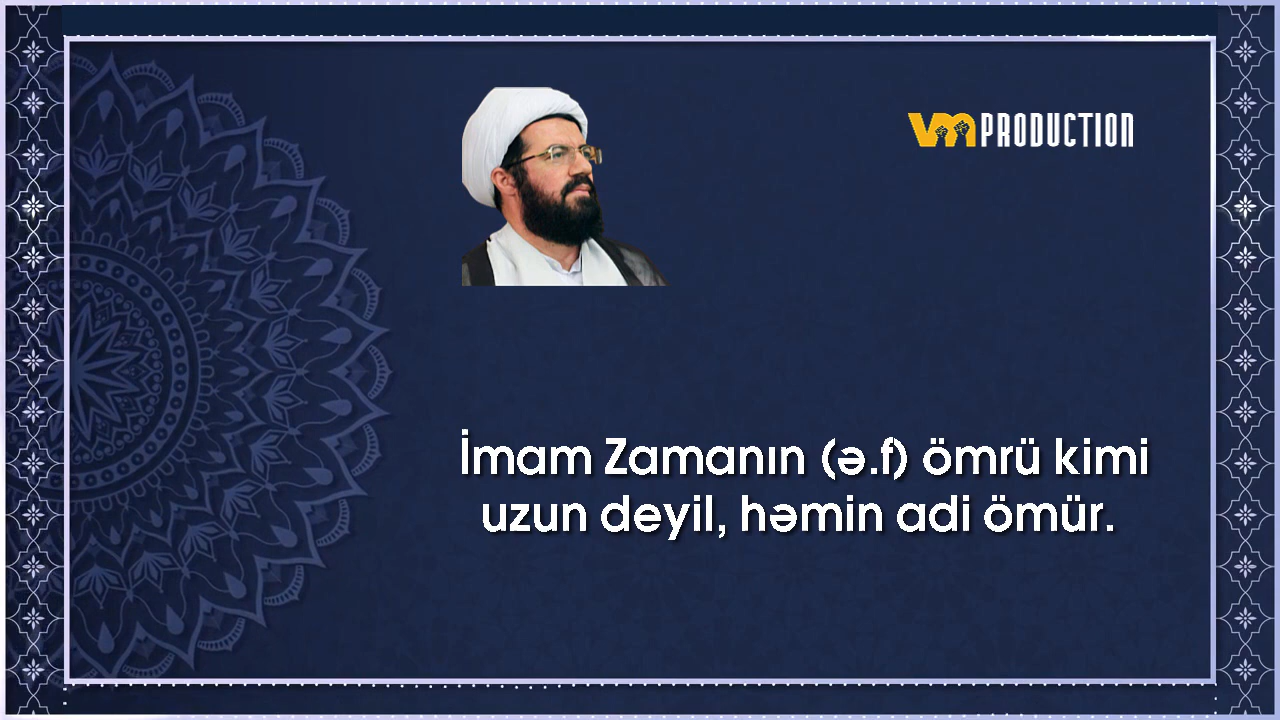 VM PRODUCTION
İmam Zamanın (ə.f) ömrü kimi
uzun deyil, həmin adi ömür.